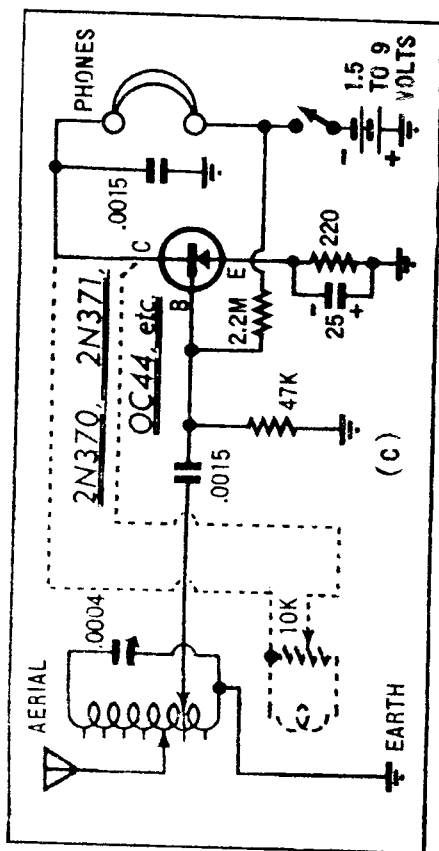 AERIAL
.0004
10K
EARTH
2N370, 2N371,
OC44, etc.
.0015
B
C
E
.0015
47K
2.2M
(C)
PHONES
.0015
- 25 +
220
-
+
1.5
TO 9
VOLTS